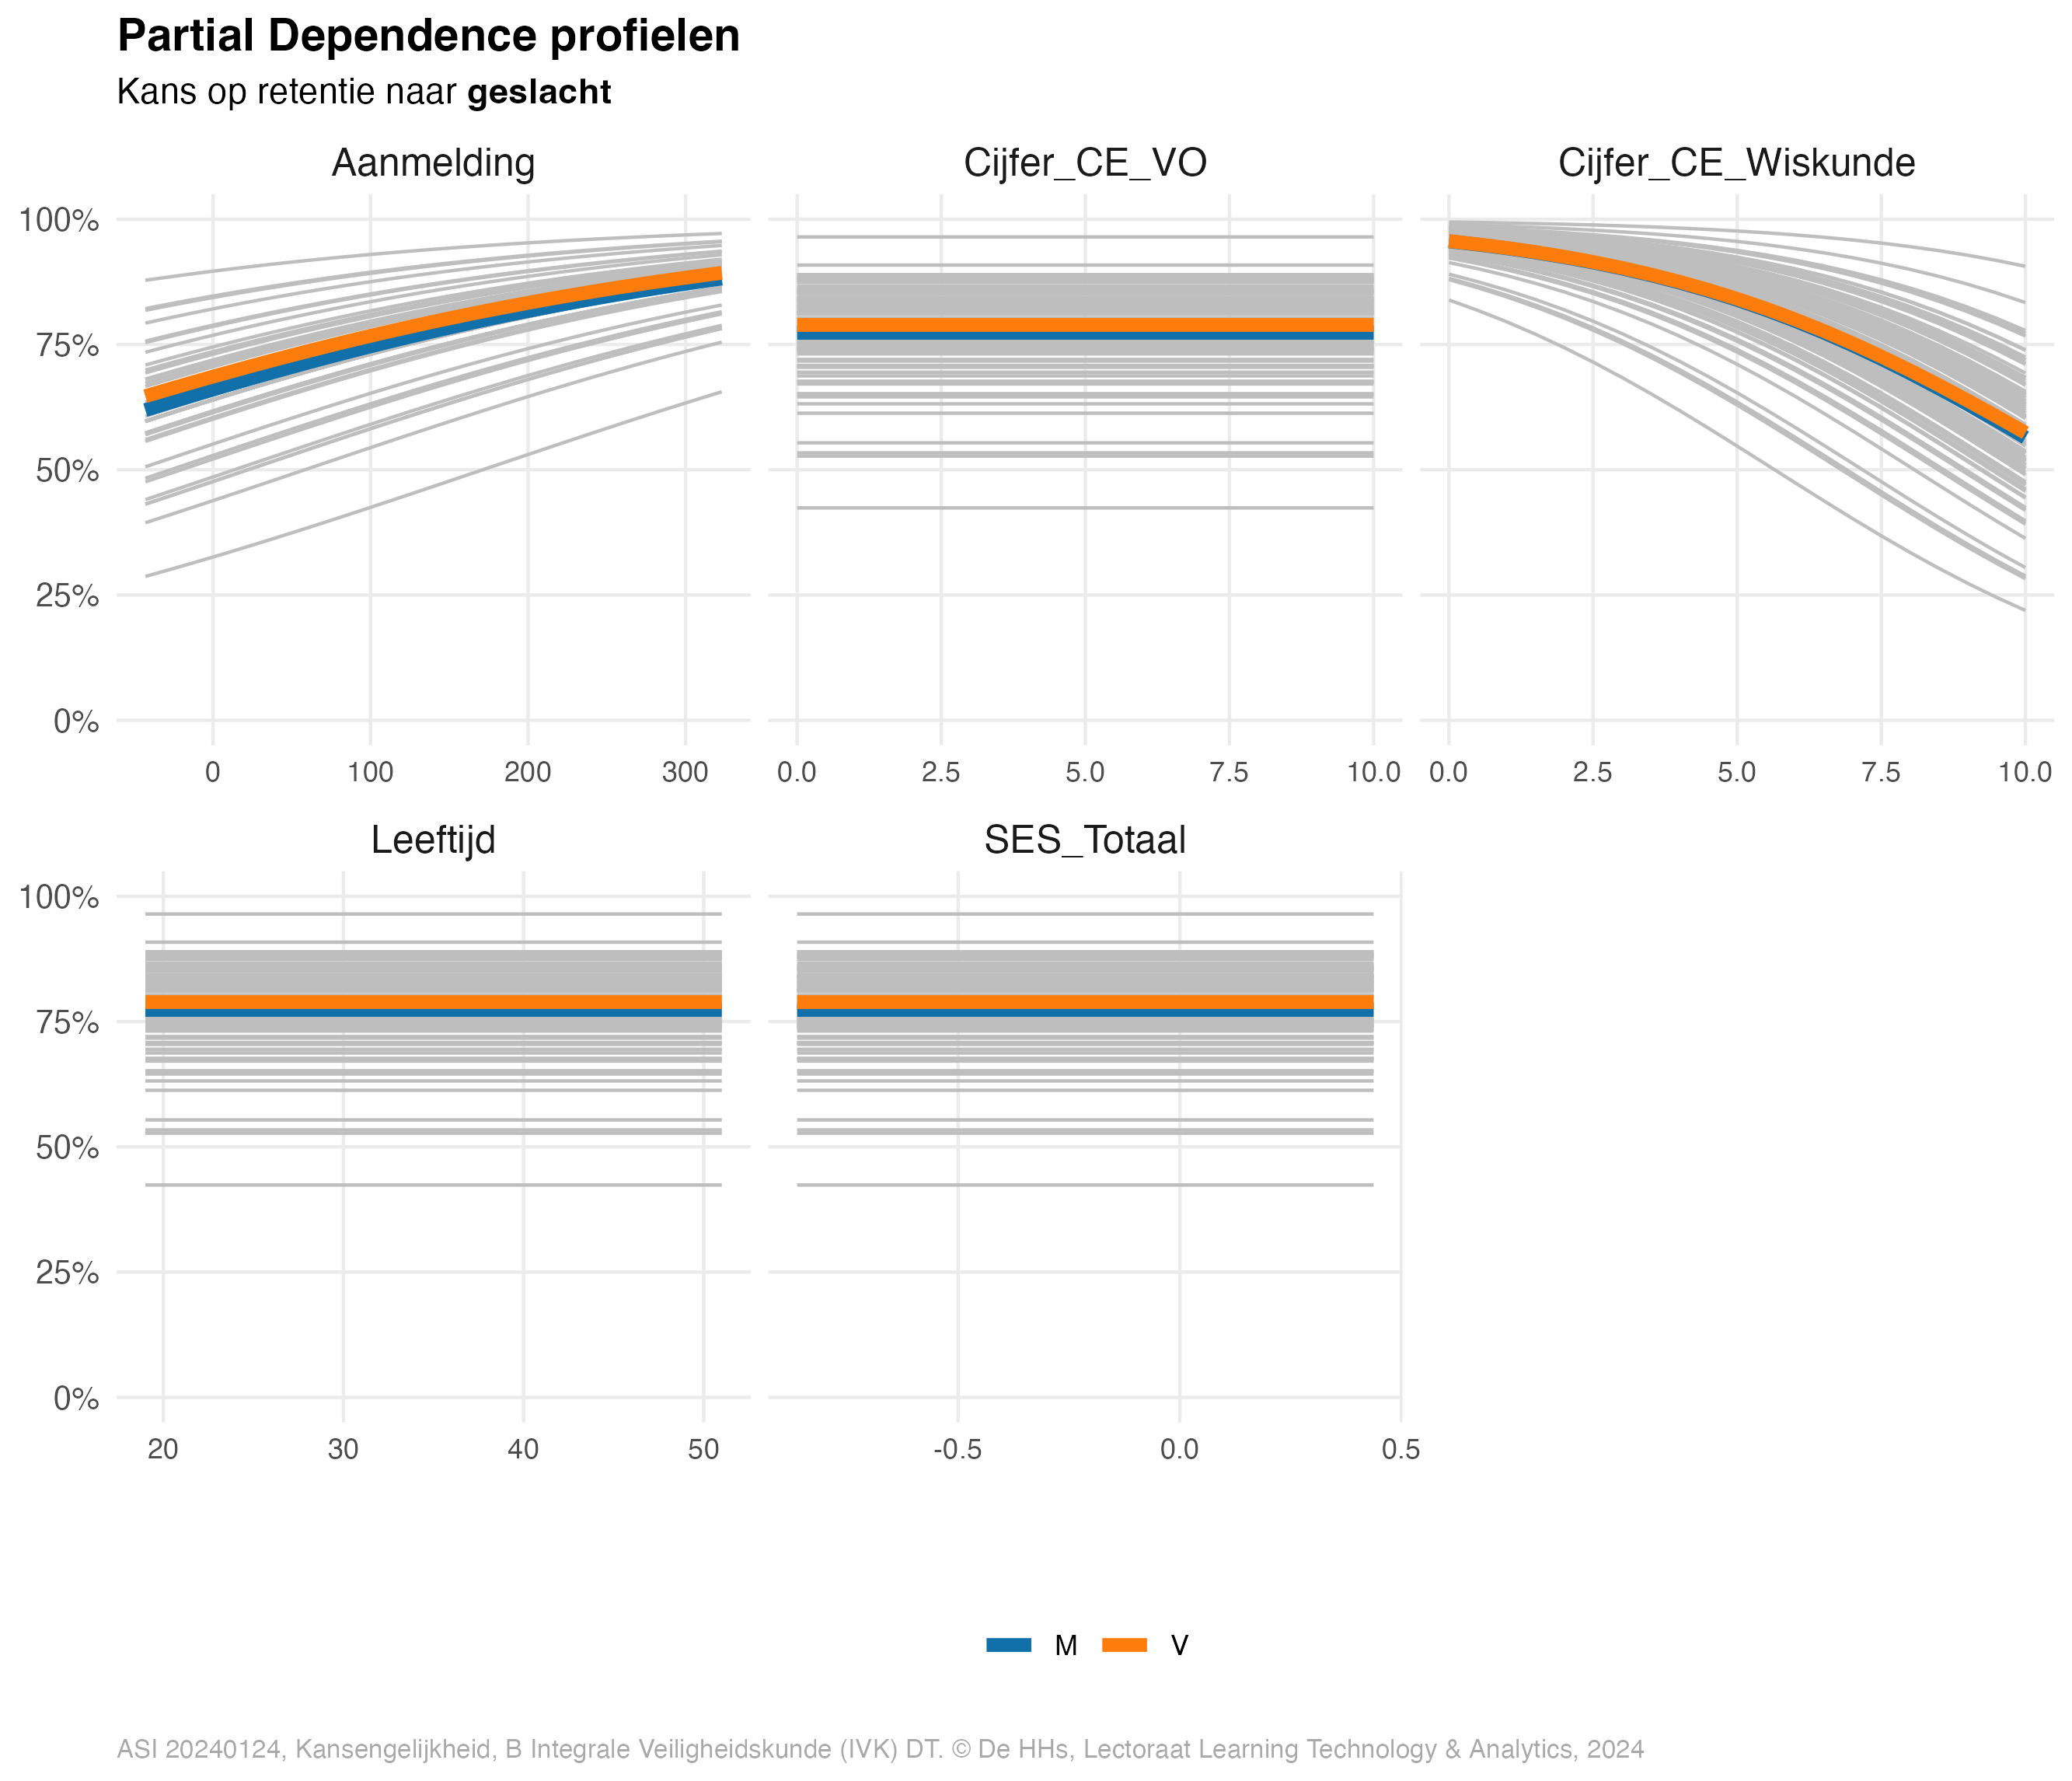 Partial Dependence profielen
Kans op retentie naar geslacht
Aanmelding
Cijfer_CE_VO
Cijfer_CE_Wiskunde
100%
75%
50%
25%
0%
0 100 200 300
0.0 2.5 5.0 7.5 10.0
0.0 2.5 5.0 7.5 10.0
Leeftijd
SES_Totaal
100%
75%
50%
25%
0%
20 30 40 50
-0.5 0.0 0.5
M V
ASI 20240124, Kansengelijkheid, B Integrale Veiligheidskunde (IVK) DT. © De HHs, Lectoraat Learning Technology & Analytics, 2024